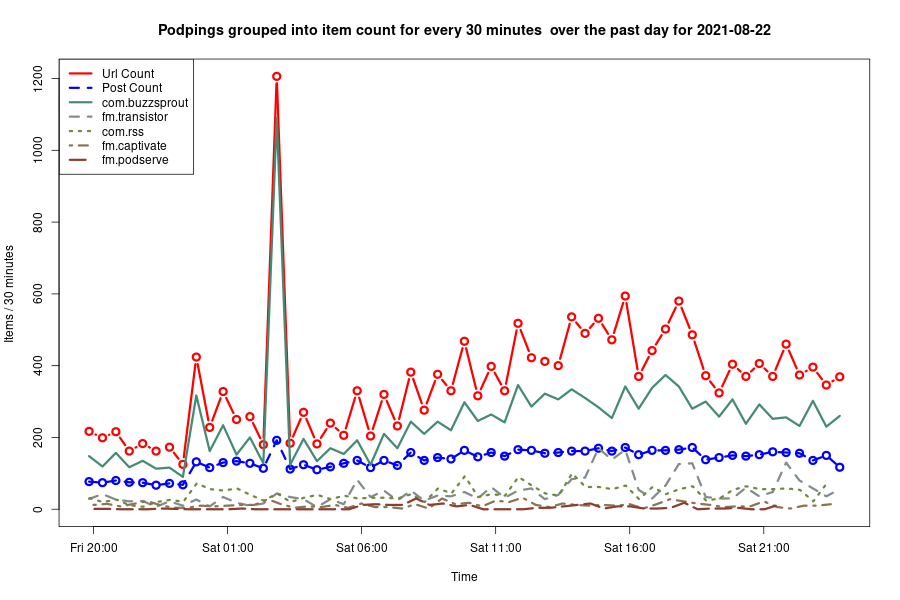 Podpings grouped into item count for every 30 minutes  over the past day for 2021-08-22
Url Count
Post Count
com.buzzsprout
fm.transistor
com.rss
fm.captivate
fm.podserve
Items / 30 minutes
1200
1000
800
600
400
200
0
Fri 20:00 Sat 01:00 Sat 06:00 Sat 11:00 Sat 16:00 Sat 21:00
Time